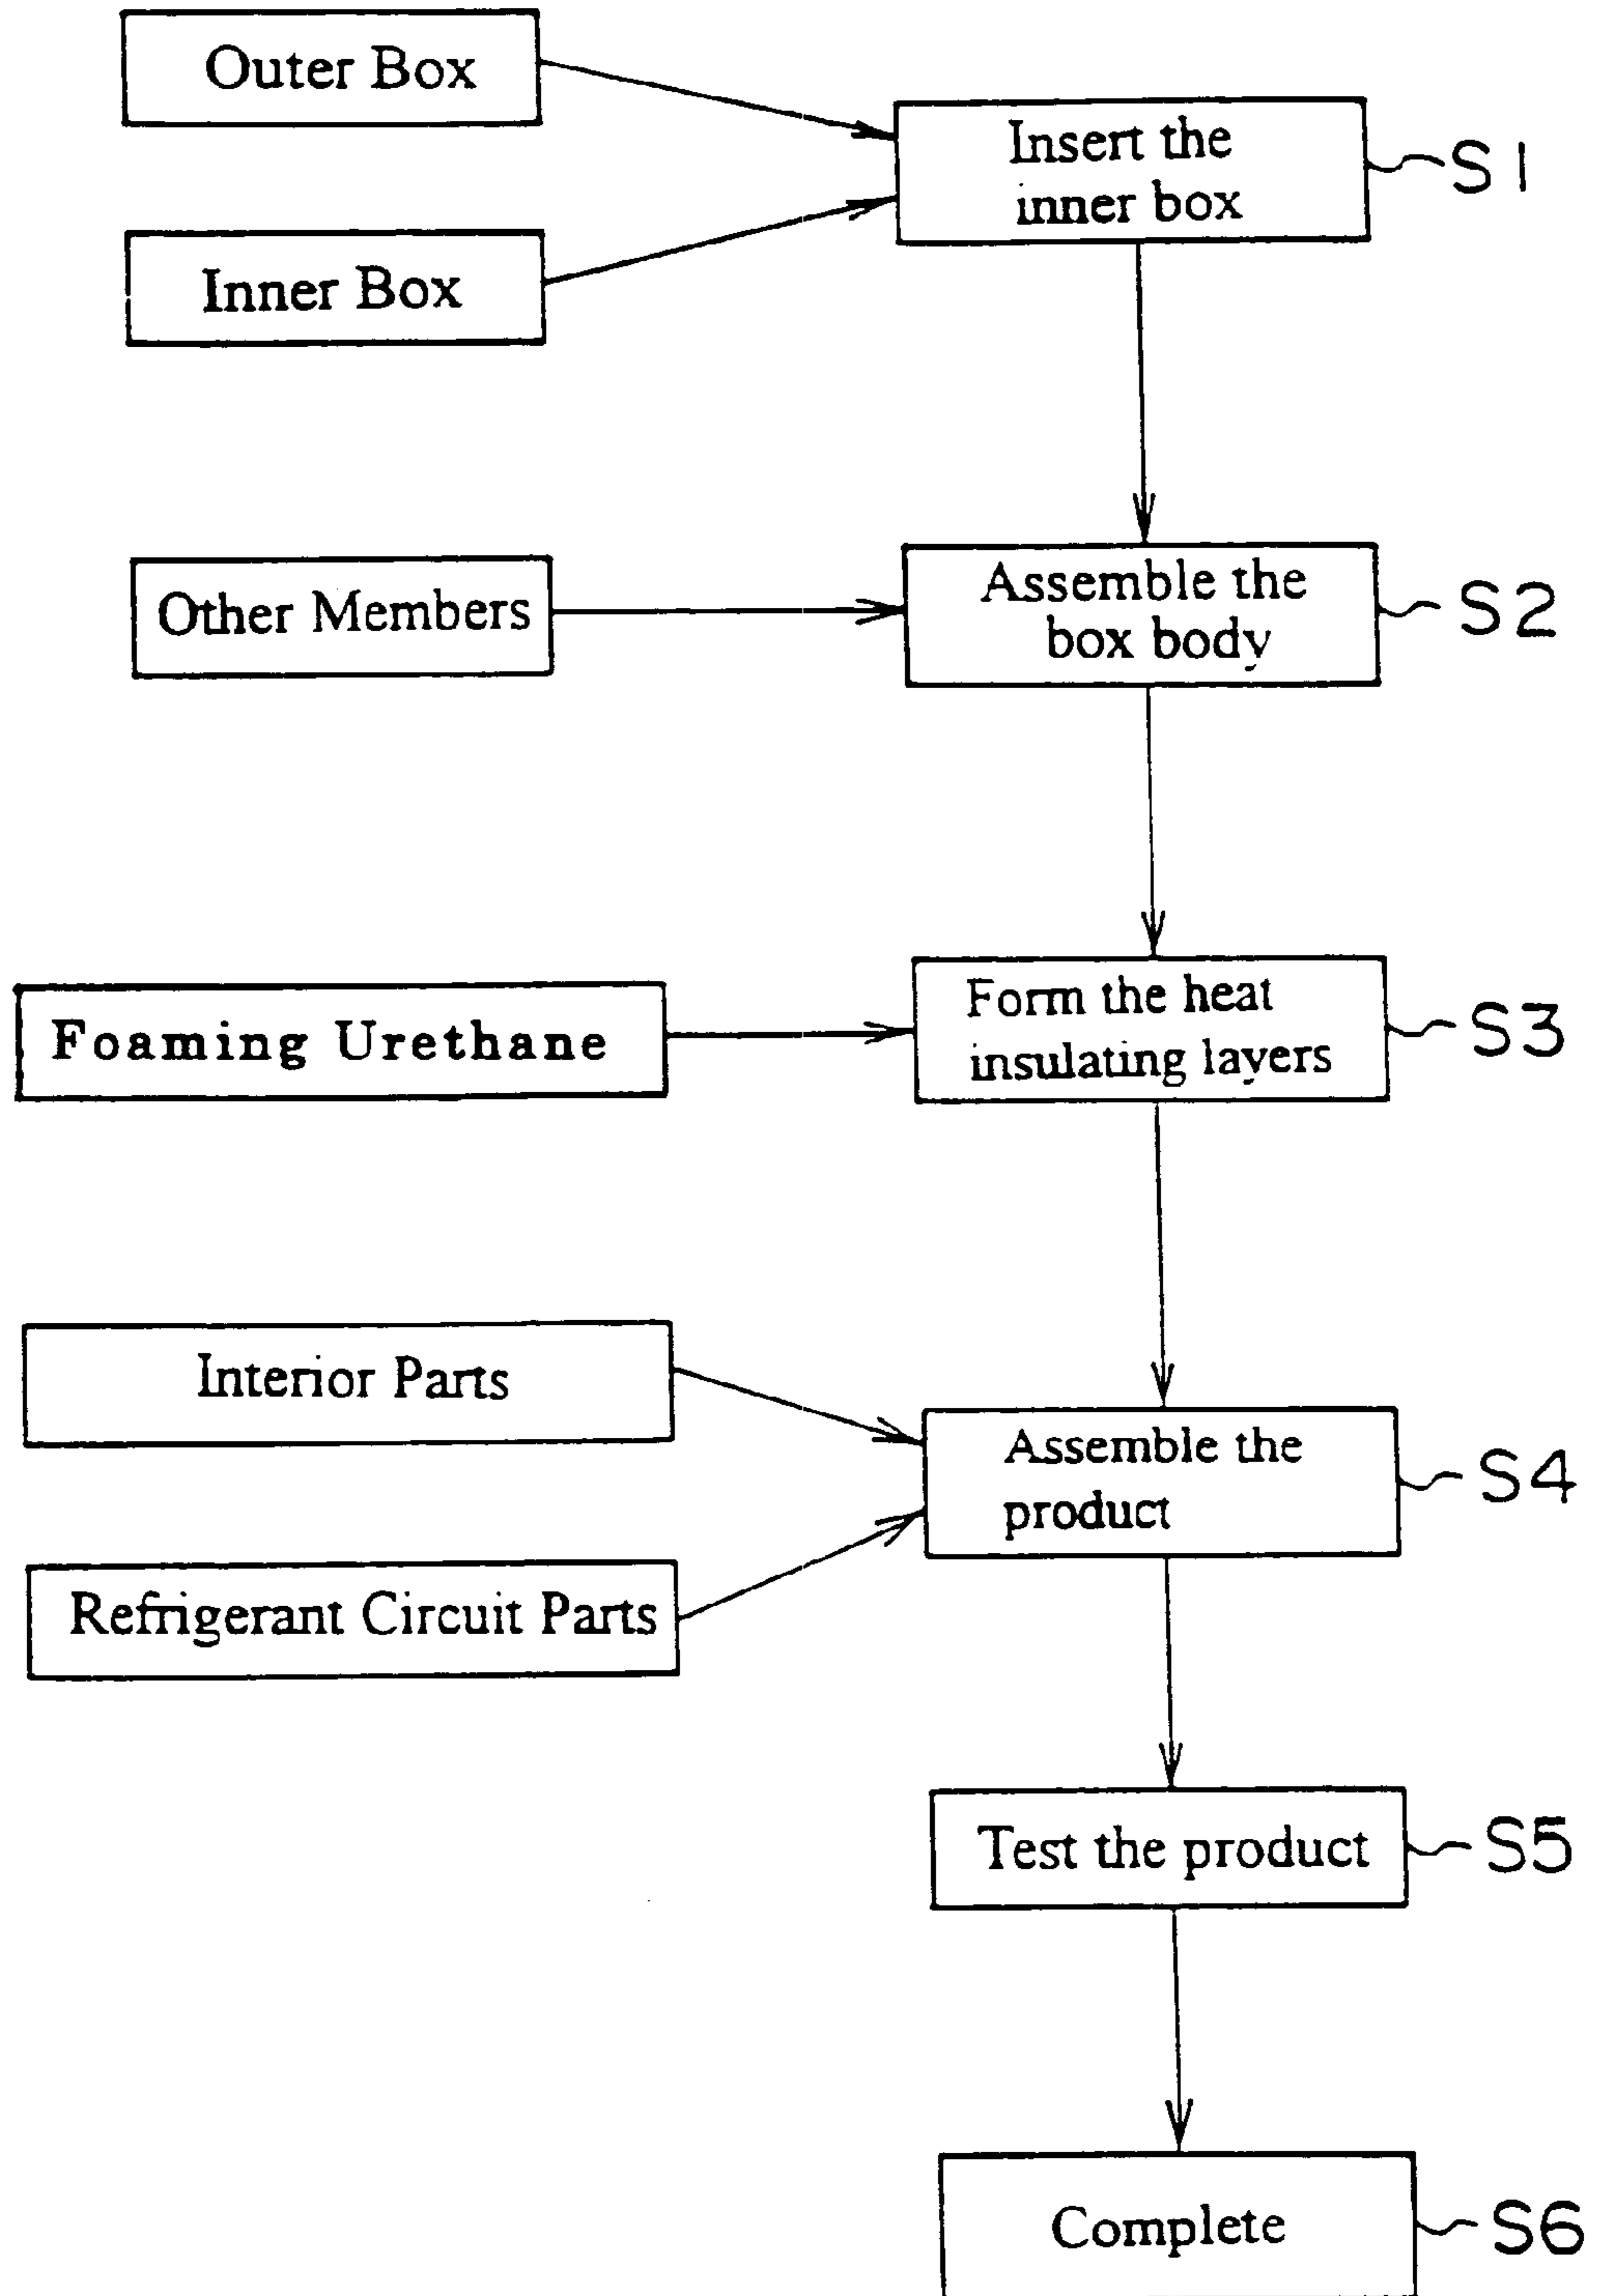 Outer Box
Insert the
inner box
S1
Inner Box
Other Members
Assemble the
box body
S2
Foaming Urethane
Form the heat
insulating layers
S3
Interior Parts
Assemble the
product
S4
Refrigerant Circuit Parts
Test the product
S5
Complete
S6